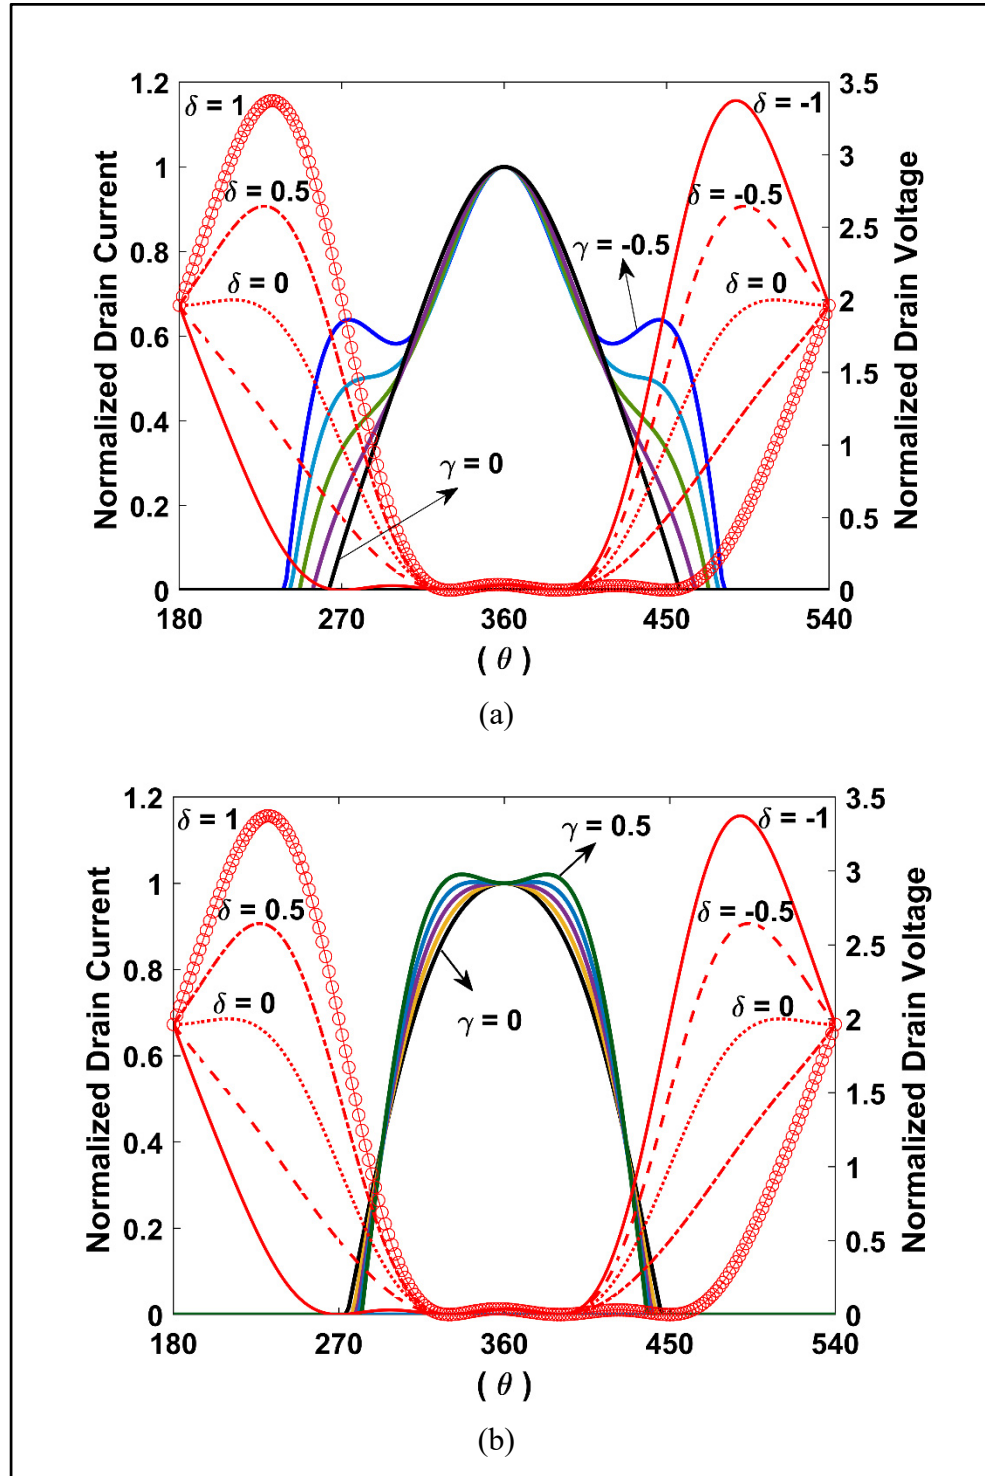 1.2
1
0.8
0.6
0.4
0.2
0
Normalized Drain Current
3.5
3
2.5
2
1.5
1
0.5
0
Normalized Drain Voltage
δ = 1
δ = -1
δ = 0.5
δ = -0.5
γ = -0.5
δ = 0
δ = 0
γ = 0
180 270 360 450 540
( θ )
(a)
1.2
1
0.8
0.6
0.4
0.2
0
Normalized Drain Current
3.5
3
2.5
2
1.5
1
0.5
0
Normalized Drain Voltage
δ = 1
γ = 0.5
δ = -1
δ = 0.5
δ = -0.5
δ = 0
δ = 0
γ = 0
180 270 360 450 540
( θ )
(b)